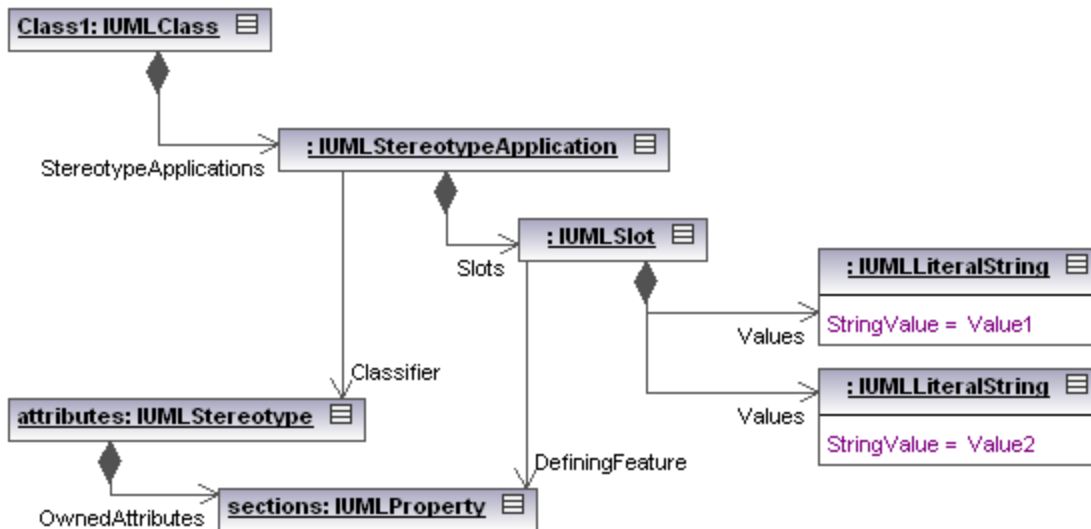 Class1: IUMLClass
StereotypeApplications
: IUMLStereotypeApplication
Slots
: IUMLSlot
Values
: IUMLLiteralString
StringValue = Value1
Values
: IUMLLiteralString
StringValue = Value2
Classifier
attributes: IUMLStereotype
DefiningFeature
OwnedAttributes
sections: IUMLProperty